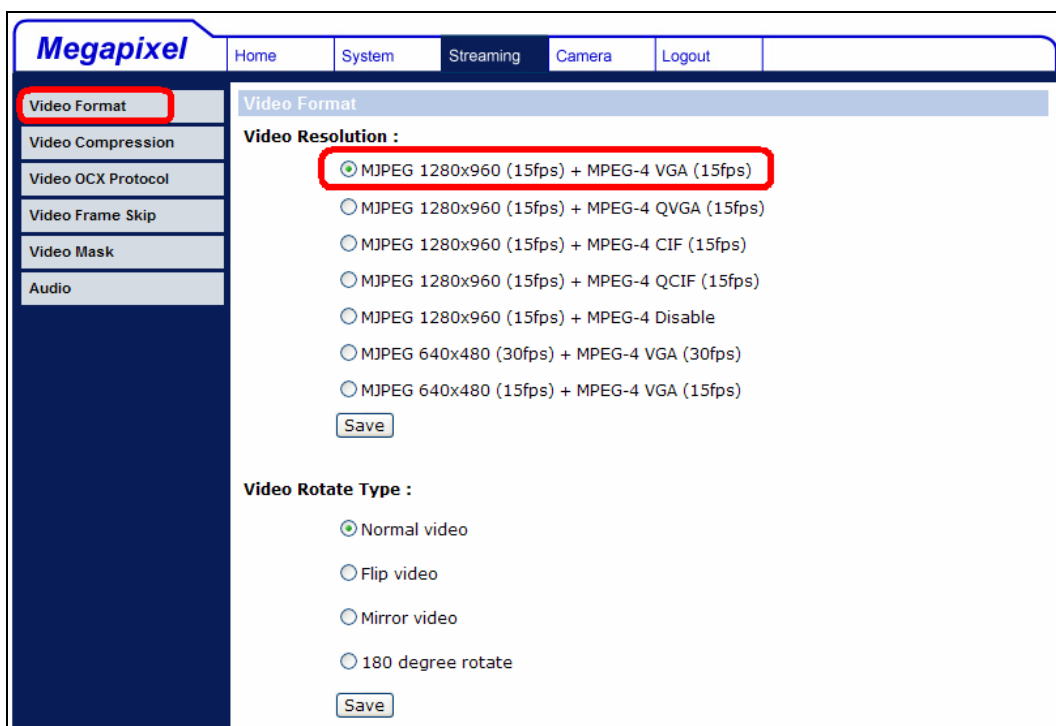 Megapixel
Home System Streaming Camera Logout
Video Format
Video Compression
Video OCX Protocol
Video Frame Skip
Video Mask
Audio
Video Format
Video Resolution :
MJPEG 1280x960 (15fps) + MPEG-4 VGA (15fps)
MJPEG 1280x960 (15fps) + MPEG-4 QVGA (15fps)
MJPEG 1280x960 (15fps) + MPEG-4 CIF (15fps)
MJPEG 1280x960 (15fps) + MPEG-4 QCIF (15fps)
MJPEG 1280x960 (15fps) + MPEG-4 Disable
MJPEG 640x480 (30fps) + MPEG-4 VGA (30fps)
MJPEG 640x480 (15fps) + MPEG-4 VGA (15fps)
Save
Video Rotate Type :
Normal video
Flip video
Mirror video
180 degree rotate
Save